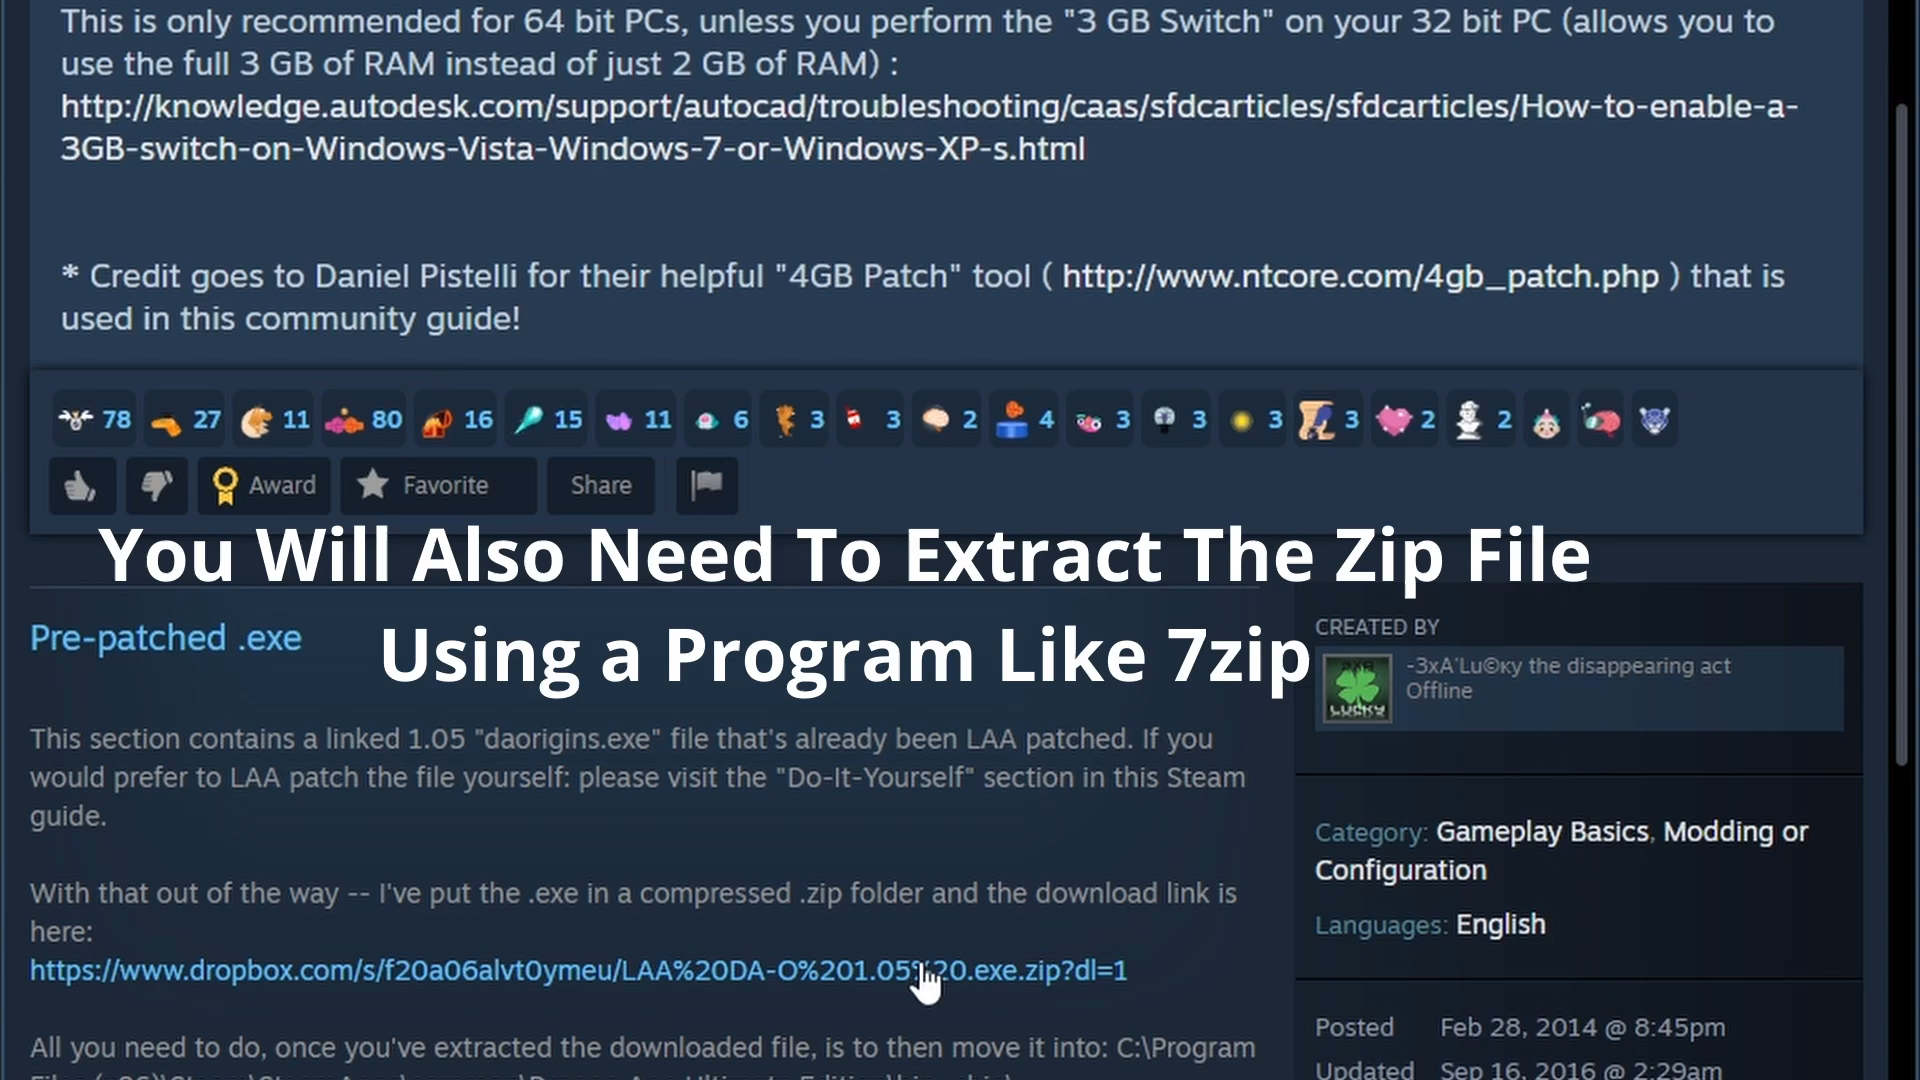 This is only recommended for 64 bit PCs, unless you perform the "3 GB Switch" on your 32 bit PC (allows you to
use the full 3 GB of RAM instead of just 2 GB of RAM) :
http://knowledge.autodesk.com/support/autocad/troubleshooting/caas/sfdcarticles/sfdcarticles/How-to-enable-a-
3GB-switch-on-Windows-Vista-Windows-7-or-Windows-XP-s.html
* Credit goes to Daniel Pistelli for their helpful "4GB Patch" tool ( http://www.ntcore.com/4gb_patch.php ) that is
used in this community guide!
78 27 11 80 16 15 11 6 3 3 2 4 3 3 3 3 2 2
Award Favorite Share
You Will Also Need To Extract The Zip File
Using a Program Like 7zip
Pre-patched .exe
This section contains a linked 1.05 "daorigins.exe" file that's already been LAA patched. If you
would prefer to LAA patch the file yourself: please visit the "Do-It-Yourself" section in this Steam
guide.
With that out of the way -- I've put the .exe in a compressed .zip folder and the download link is
here:
https://www.dropbox.com/s/f20a06alvt0ymeu/LAA%20DA-O%201.05%20.exe.zip?dl=1
All you need to do, once you've extracted the downloaded file, is to then move it into: C:\Program
CREATED BY
LUCKY
-3xA'Lu©кy the disappearing act
Offline
Category: Gameplay Basics, Modding or
Configuration
Languages: English
Posted Feb 28, 2014 @ 8:45pm
Updated Sep 16, 2016 @ 2:29am